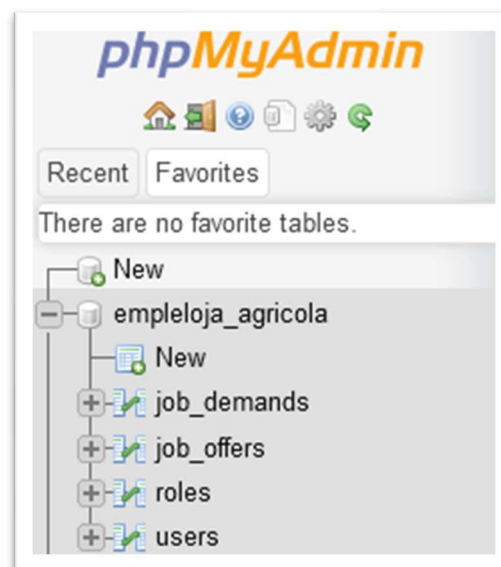 phpMyAdmin
Recent Favorites
There are no favorite tables.
New
empleloja_agricola
New
job_demands
job_offers
roles
users